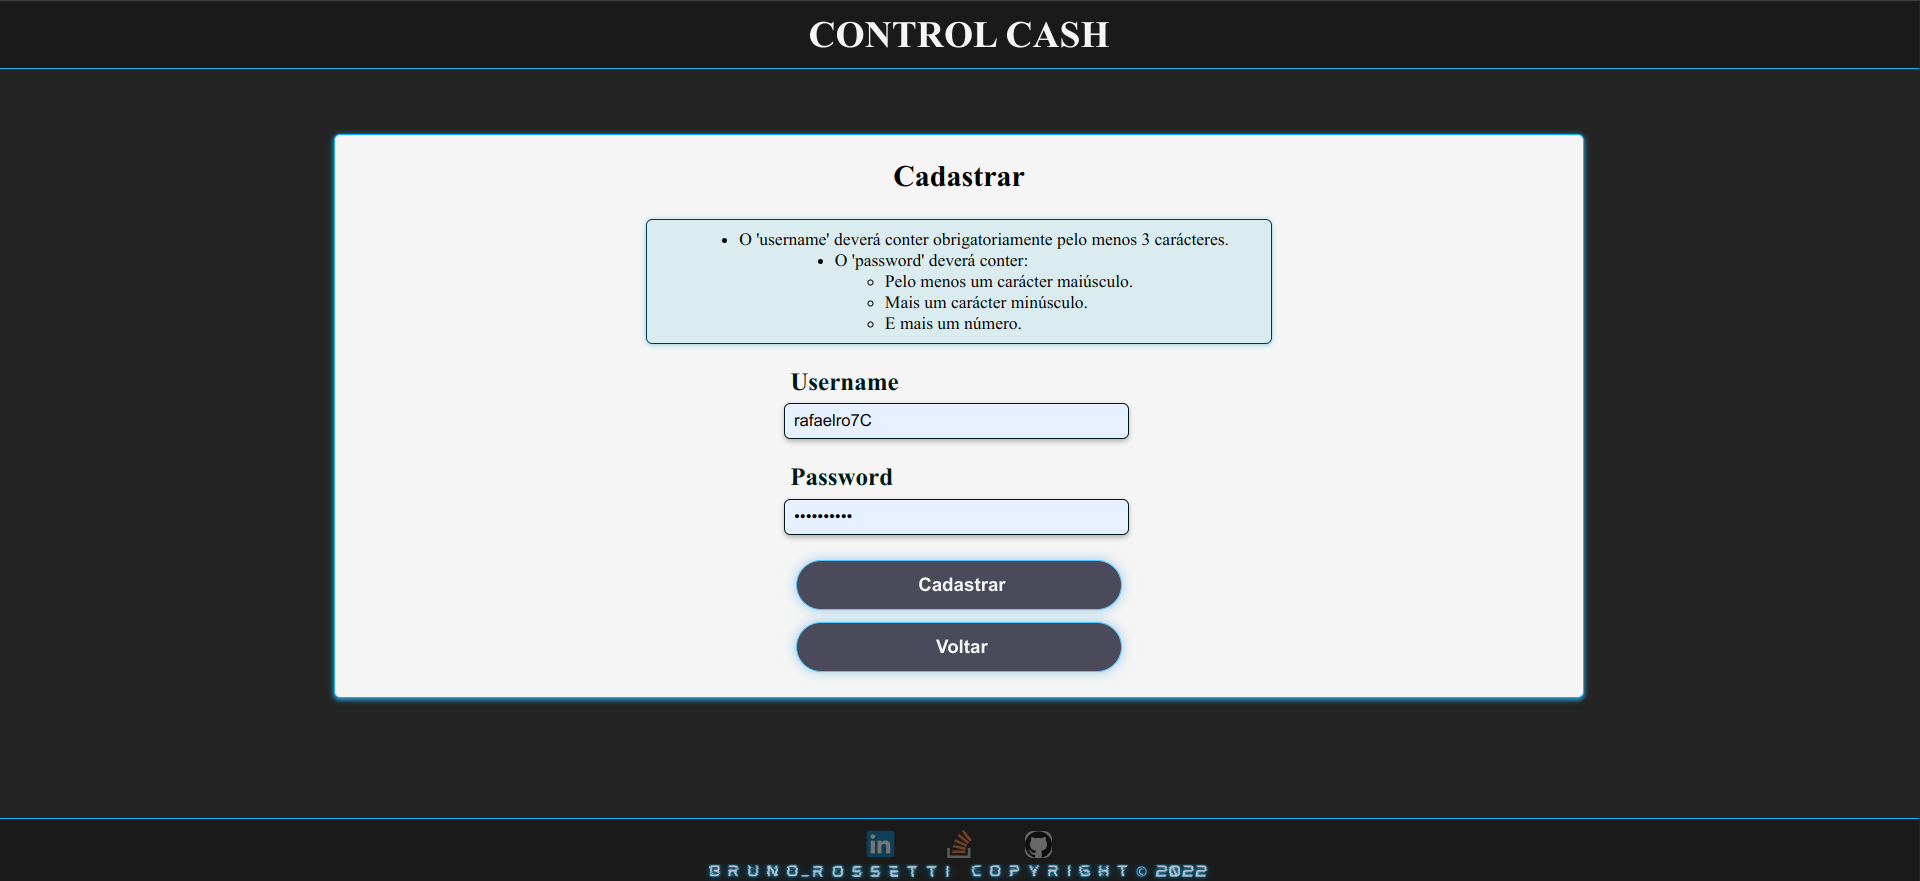 CONTROL CASH
Cadastrar
O 'username' deverá conter obrigatoriamente pelo menos 3 carácteres.
O 'password' deverá conter:
Pelo menos um carácter maiúsculo.
Mais um carácter minúsculo.
E mais um número.
Username
rafaelro7C
Password
••••••••••
Cadastrar
Voltar
in
BRUNO_ROSSETTI COPYRIGHT© 2022